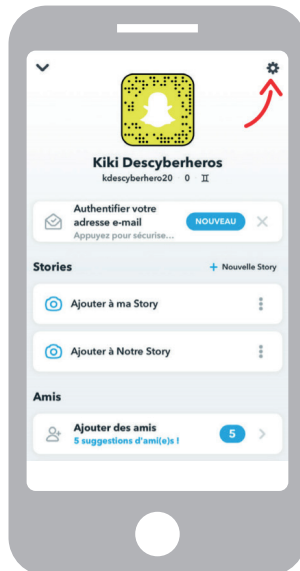 Kiki Descyberheros
kdescyberhero20 0 ♊
Authentifier votre
adresse e-mail
Appuyez pour sécurise...
NOUVEAU
Stories
+ Nouvelle Story
Ajouter à ma Story
Ajouter à Notre Story
Amis
Ajouter des amis
5 suggestions d'ami(e)s !
5